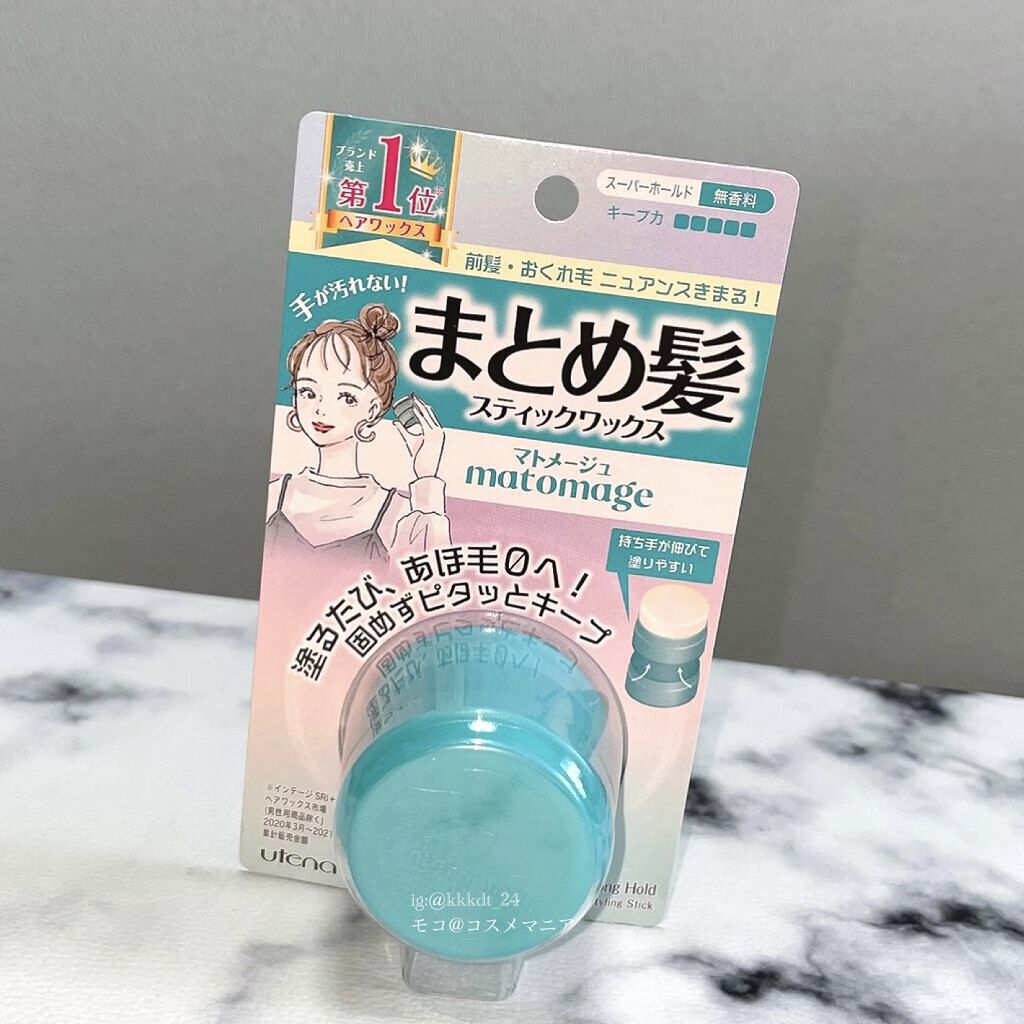 ブランド
売上
第1位※
ヘアワックス
スーパーホールド 無香料
キープ力
前髪・おくれ毛 ニュアンスきまる！
手が汚れない!
まとめ髪
スティックワックス
マトメージュ
matomage
持ち手が伸びて
塗りやすい
塗るたび、あほ毛0へ！
固めずピタッとキープ
※インテージ SRI+
ヘアワックス市場
(男性用商品除く)
2020年3月〜202
累計販売金額
utena
Hold
Styling Stick
ig:@kkkdt_24
モコ@コスメマニア